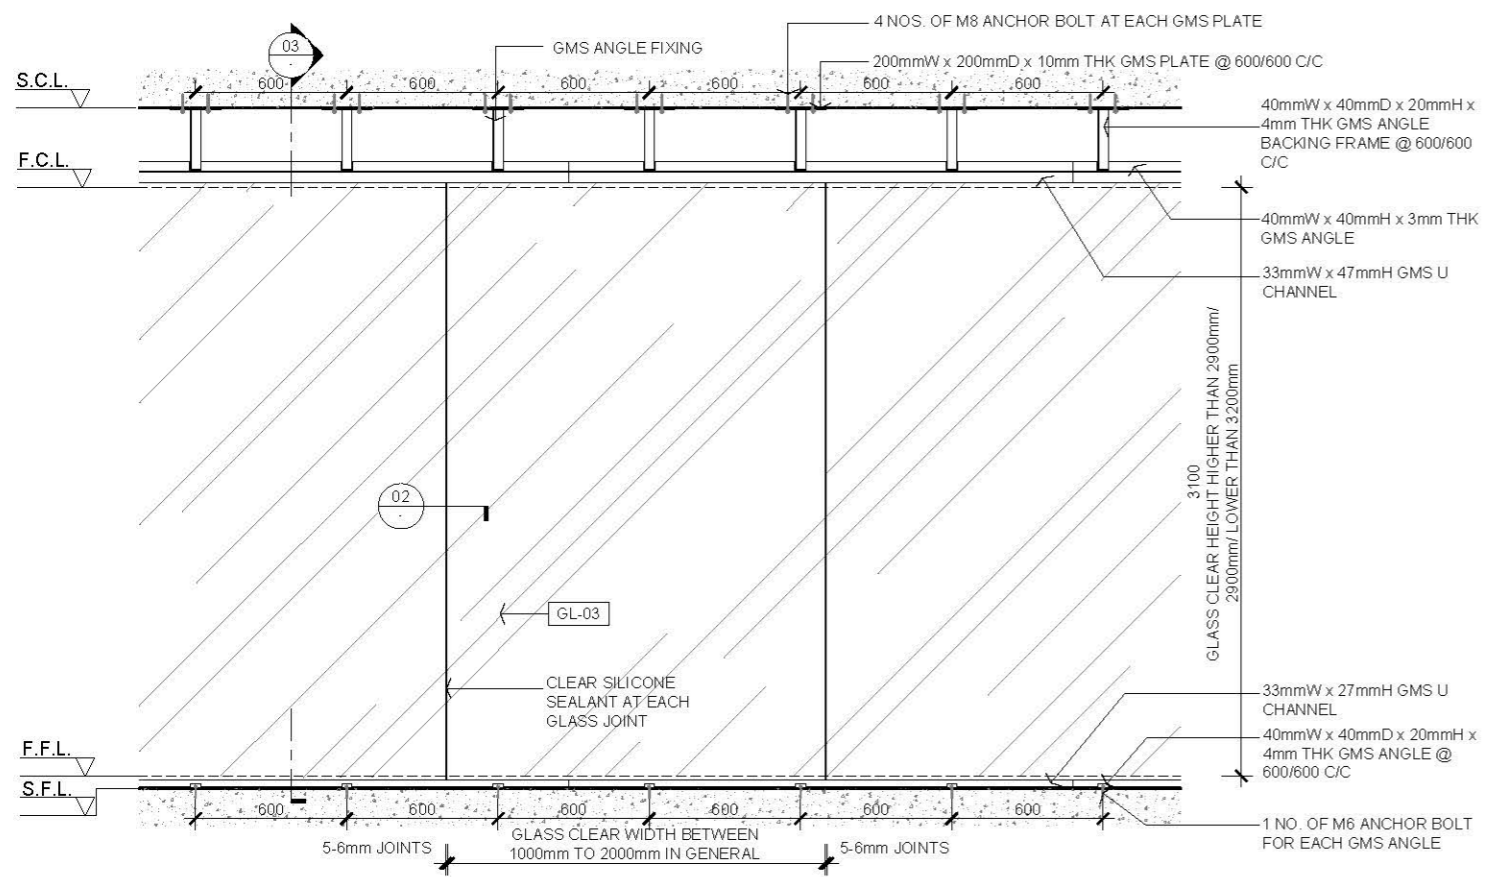 4 NOS. OF M8 ANCHOR BOLT AT EACH GMS PLATE
03
GMS ANGLE FIXING
200mmW x 200mmD x 10mm THK GMS PLATE @ 600/600 C/C
S.C.L.
600
600
600
600
600
600
40mmW x 40mmD x 20mmH x
4mm THK GMS ANGLE
BACKING FRAME @ 600/600
C/C
F.C.L.
40mmW x 40mmH x 3mm THK
GMS ANGLE
33mmW x 47mmH GMS U
CHANNEL
3100
GLASS CLEAR HEIGHT HIGHER THAN 2900mm/
2900mm/ LOWER THAN 3200mm
02
GL-03
CLEAR SILICONE
SEALANT AT EACH
GLASS JOINT
33mmW x 27mmH GMS U
CHANNEL
40mmW x 40mmD x 20mmH x
4mm THK GMS ANGLE @
600/600 C/C
F.F.L.
S.F.L.
600
600
600
600
600
600
1 NO. OF M6 ANCHOR BOLT
FOR EACH GMS ANGLE
5-6mm JOINTS
GLASS CLEAR WIDTH BETWEEN
1000mm TO 2000mm IN GENERAL
5-6mm JOINTS